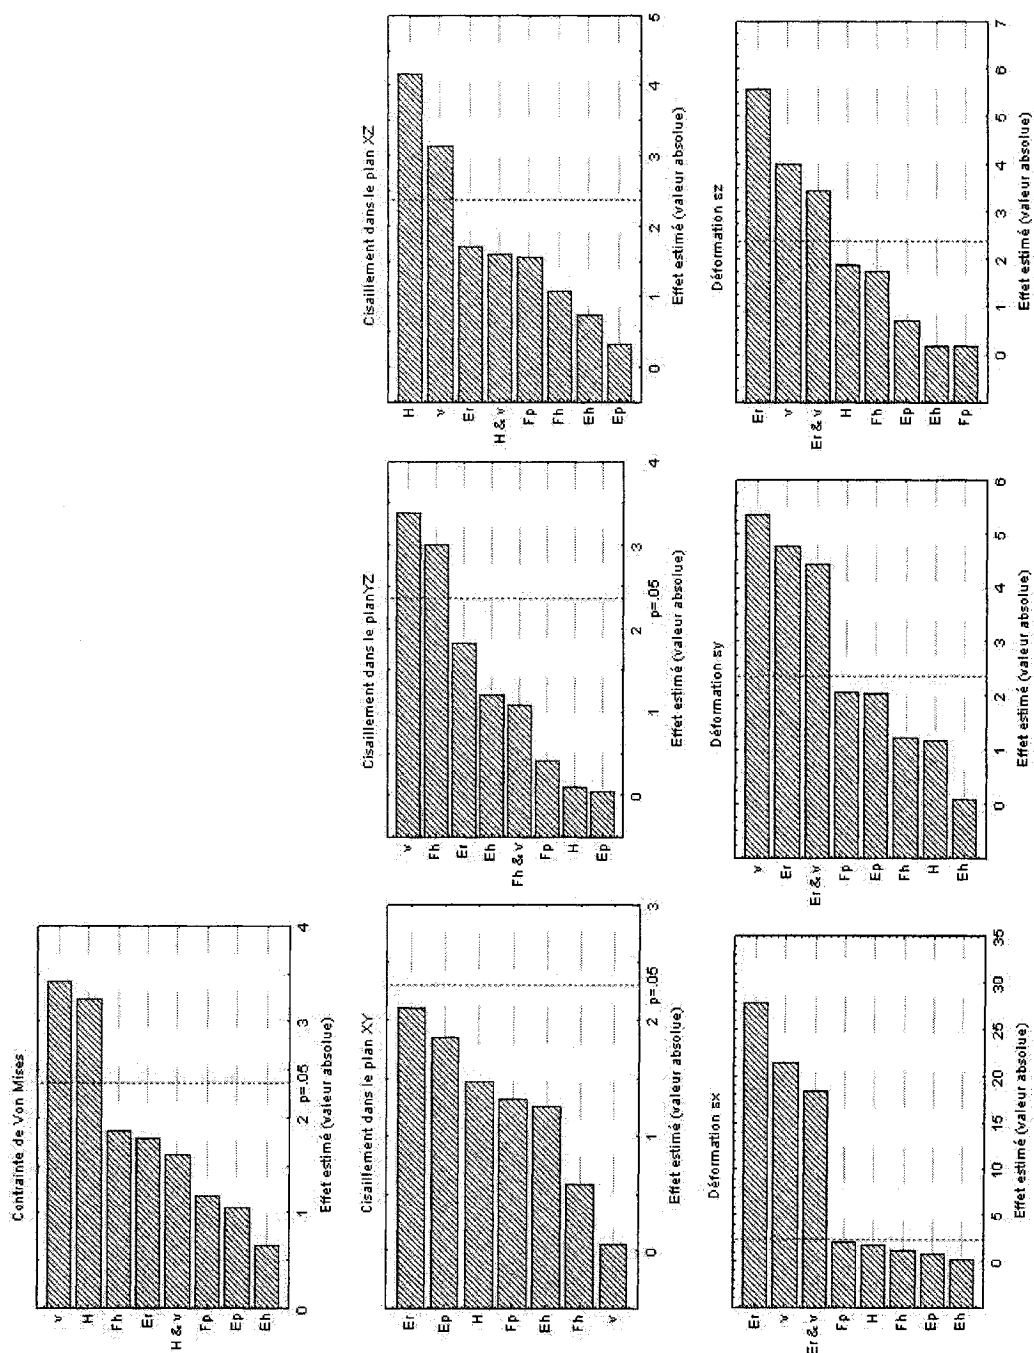 Contrainte de Von Mises
v
H
Fh
Er
H & v
Fp
Ep
Eh
0 .1 2 p=.05 .3 4
Effet estimé (valeur absolue)
Cisaillement dans le plan XY
Er
Ep
H
Fp
Eh
Fh
v
0 1 2 p=.05 3
Effet estimé (valeur absolue)
Cisaillement dans le plan YZ
v
Fh
Er
Eh
Fh & v
Fp
H
Ep
0 1 2 p=.05 3 4
Effet estimé (valeur absolue)
Cisaillement dans le plan XZ
H
v
Er
H & v
Fp
Fh
Eh
Ep
0 1 2 3 4 5
Effet estimé (valeur absolue)
Déformation εx
Er
v
Er & v
Fp
H
Fh
Ep
Eh
0 5 10 15 20 25 30 35
Effet estimé (valeur absolue)
Déformation εy
v
Er
Er & v
Fp
Ep
Fh
H
Eh
0 1 2 3 4 5 6
Effet estimé (valeur absolue)
Déformation εz
Er
v
Er & v
H
Fh
Ep
Eh
Fp
0 1 2 3 4 5 6 7
Effet estimé (valeur absolue)